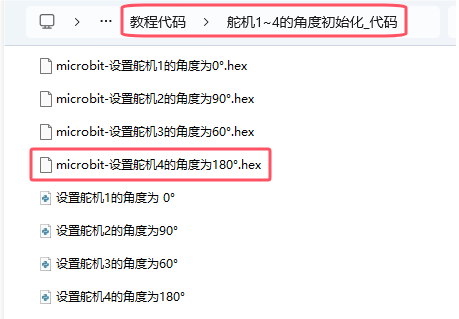 教程代码 > 舵机1~4的角度初始化_代码
microbit-设置舵机1的角度为0°.hex
microbit-设置舵机2的角度为90°.hex
microbit-设置舵机3的角度为60°.hex
microbit-设置舵机4的角度为180°.hex
设置舵机1的角度为 0°
设置舵机2的角度为90°
设置舵机3的角度为60°
设置舵机4的角度为180°